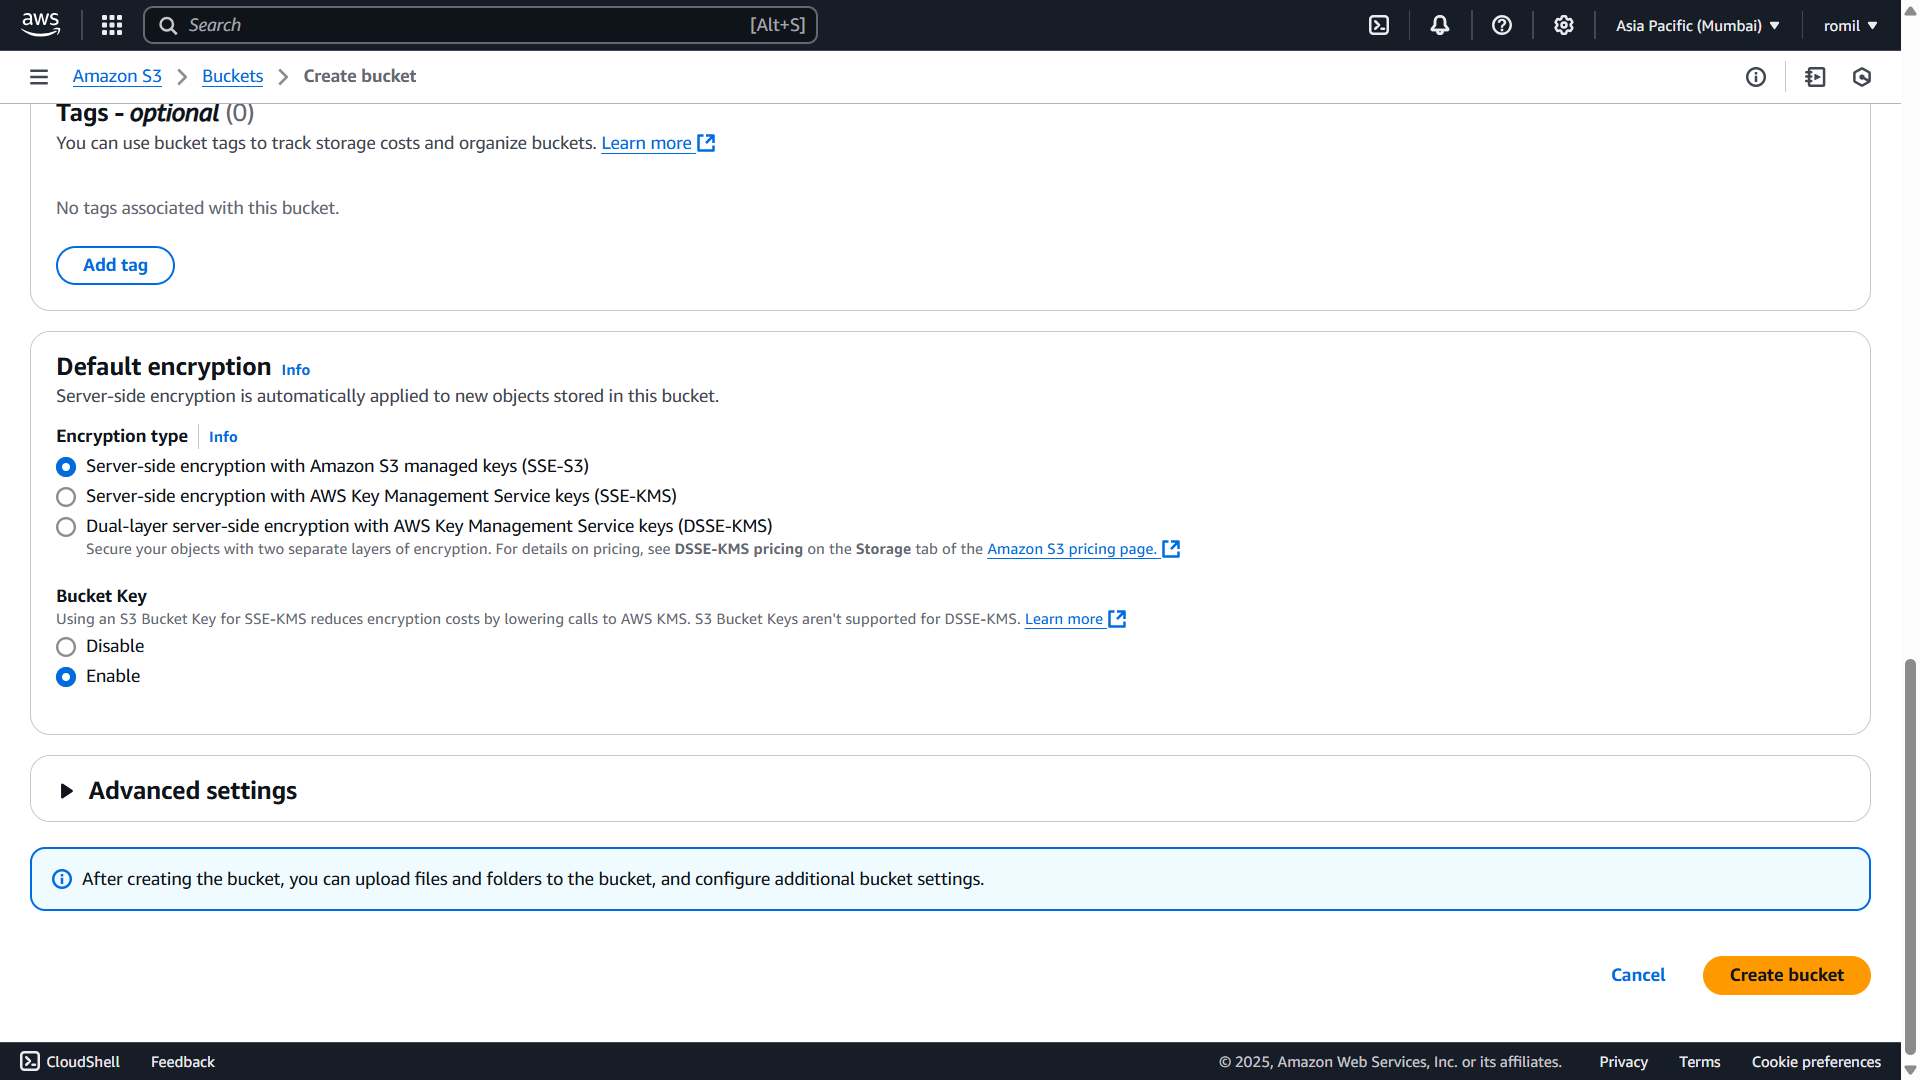 aws
Search [Alt+S]
Asia Pacific (Mumbai)
romil
Amazon S3 Buckets Create bucket
Tags - optional (0)
You can use bucket tags to track storage costs and organize buckets. Learn more
No tags associated with this bucket.
Add tag
Default encryption Info
Server-side encryption is automatically applied to new objects stored in this bucket.
Encryption type Info
Server-side encryption with Amazon S3 managed keys (SSE-S3)
Server-side encryption with AWS Key Management Service keys (SSE-KMS)
Dual-layer server-side encryption with AWS Key Management Service keys (DSSE-KMS)
Secure your objects with two separate layers of encryption. For details on pricing, see DSSE-KMS pricing on the Storage tab of the Amazon S3 pricing page.
Bucket Key
Using an S3 Bucket Key for SSE-KMS reduces encryption costs by lowering calls to AWS KMS. S3 Bucket Keys aren't supported for DSSE-KMS. Learn more
Disable
Enable
Advanced settings
After creating the bucket, you can upload files and folders to the bucket, and configure additional bucket settings.
Cancel
Create bucket
CloudShell Feedback
© 2025, Amazon Web Services, Inc. or its affiliates. Privacy Terms Cookie preferences